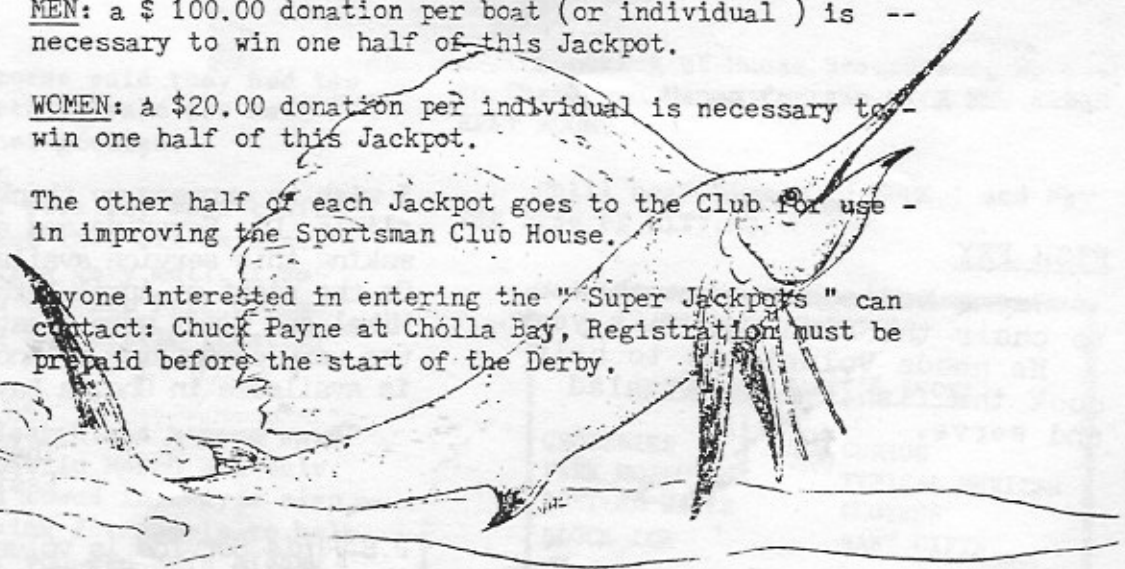 MEN: a $ 100.00 donation per boat (or individual ) is --
necessary to win one half of this Jackpot.
WOMEN: a $20.00 donation per individual is necessary to -
win one half of this Jackpot.
The other half of each Jackpot goes to the Club For use -
in improving the Sportsman Club House.
Anyone interested in entering the " Super Jackpots " can
contact: Chuck Payne at Cholla Bay, Registration must be
prepaid before the start of the Derby.